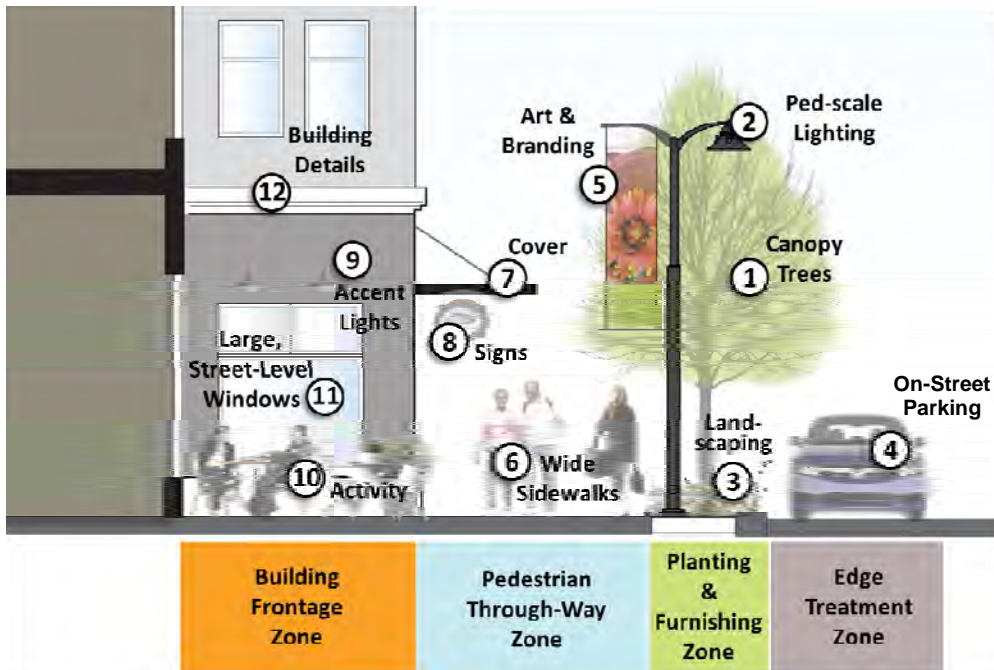 Building
Details
12
9
Accent
Lights
Large,
Street-Level
Windows
11
10
Activity
Cover
7
8
Signs
6
Wide
Sidewalks
Art &
Branding
5
2
Ped-scale
Lighting
Canopy
Trees
1
Land-
scaping
3
On-Street
Parking
4
Building
Frontage
Zone
Pedestrian
Through-Way
Zone
Planting
&
Furnishing
Zone
Edge
Treatment
Zone